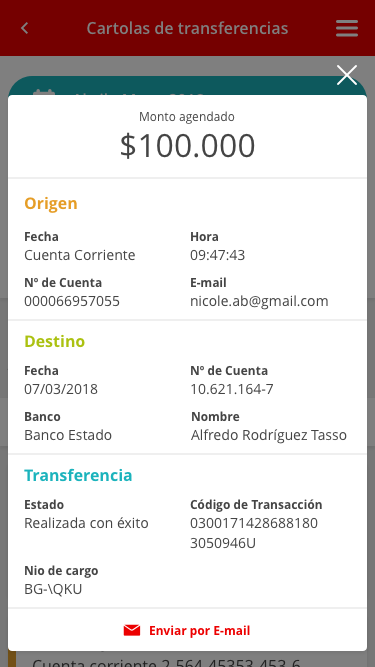 Cartolas de transferencias
Monto agendado
$100.000
Origen
Fecha
Hora
Cuenta Corriente
09:47:43
Nº de Cuenta
E-mail
000066957055
nicole.ab@gmail.com
Destino
Fecha
Nº de Cuenta
07/03/2018
10.621.164-7
Banco
Nombre
Banco Estado
Alfredo Rodríguez Tasso
Transferencia
Estado
Código de Transacción
Realizada con éxito
0300171428688180
3050946U
Nio de cargo
BG-\QKU
Enviar por E-mail
Cuenta corriente 2-564-45353-453-6